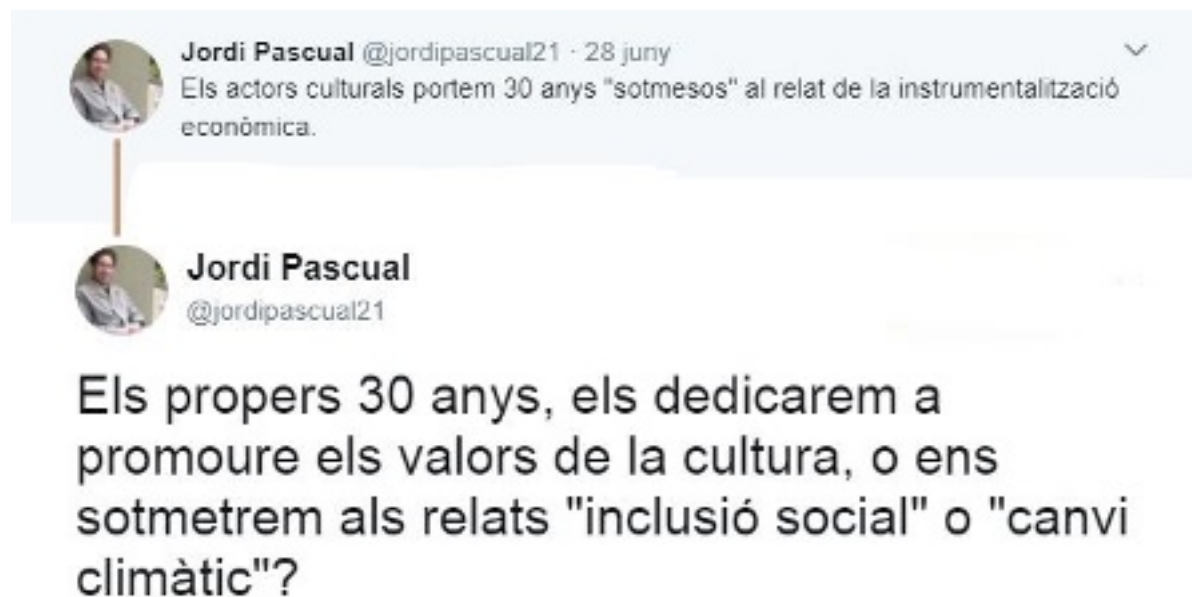 Jordi Pascual @jordipascual21 · 28 juny
Els actors culturals portem 30 anys "sotmesos" al relat de la instrumentalització
econòmica.
Jordi Pascual
@jordipascual21
Els propers 30 anys, els dedicarem a
promoure els valors de la cultura, o ens
sotmetrem als relats "inclusió social" o "canvi
climàtic"?